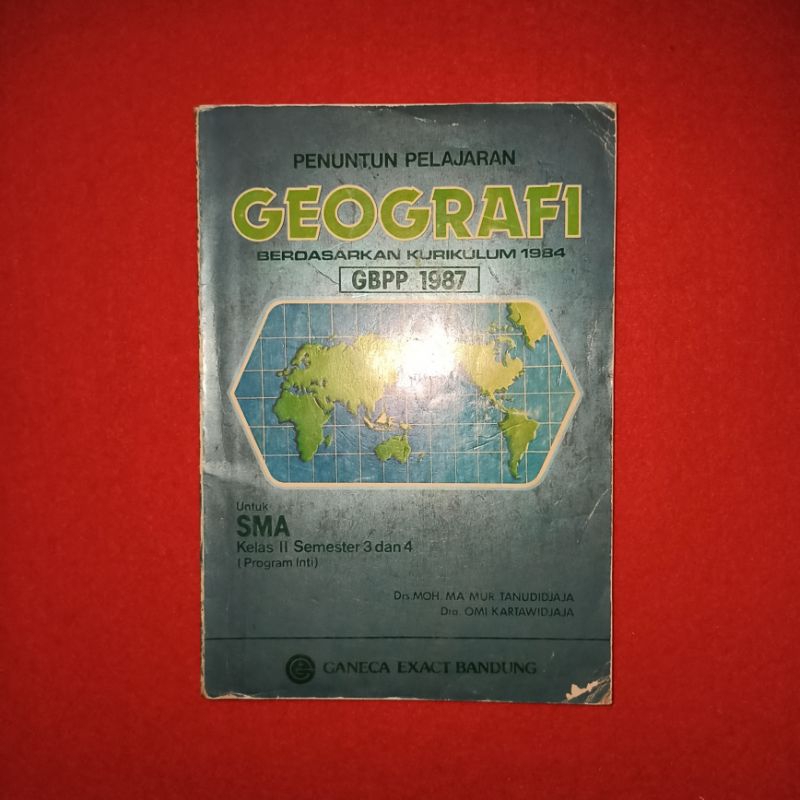 PENUNTUN PELAJARAN
GEOGRAFI
BERDASARKAN KURIKULUM 1984
GBPP 1987
Untuk
SMA
Kelas II Semester 3 dan 4
(Program Inti)
Drs.MOH. MA MUR TANUDIDJAJA
Dra. OMI KARTAWIDJAJA
GANECA EXACT BANDUNG